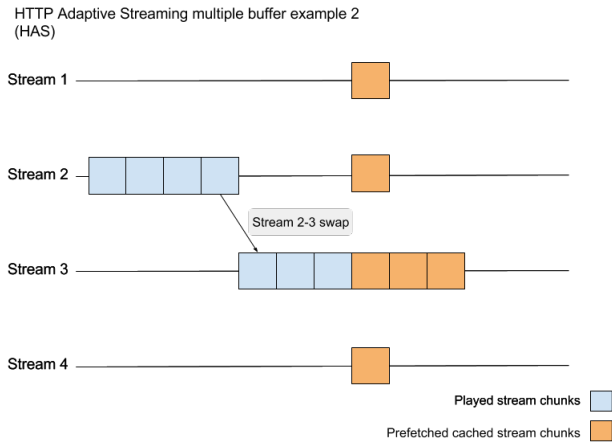 HTTP Adaptive Streaming multiple buffer example 2
(HAS)
Stream 1
Stream 2
Stream 2-3 swap
Stream 3
Stream 4
Played stream chunks
Prefetched cached stream chunks